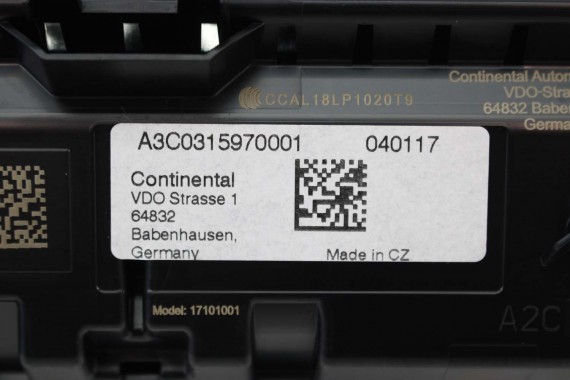 CCAL18LP1020T9
Continental Autom
VDO-Stra
64832 Babe
Germa
A3C0315970001 040117
Continental
VDO Strasse 1
64832
Babenhausen,
Germany
Made in CZ
Model: 17101001
A2C